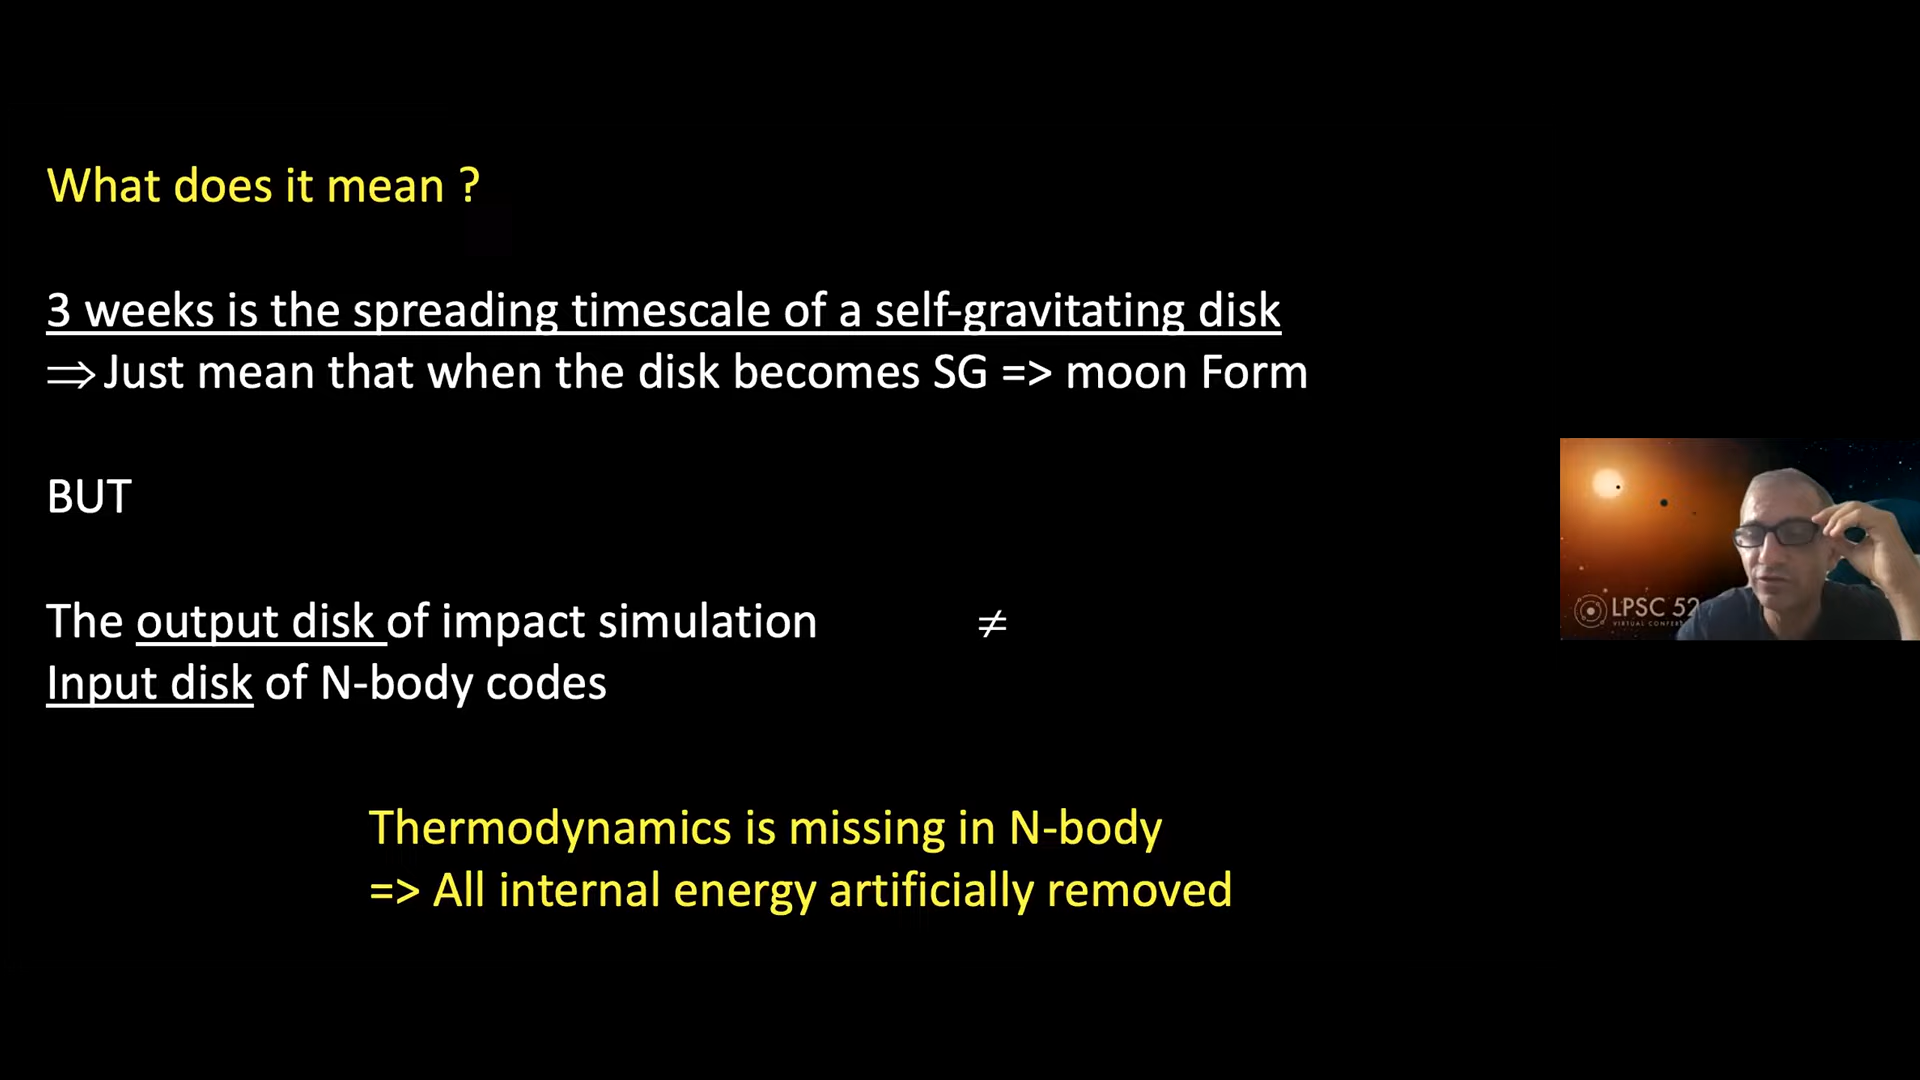 What does it mean ?
3 weeks is the spreading timescale of a self-gravitating disk
⇒ Just mean that when the disk becomes SG => moon Form
BUT
The output disk of impact simulation ≠
Input disk of N-body codes
Thermodynamics is missing in N-body
=> All internal energy artificially removed
LPSC 52
VIRTUAL